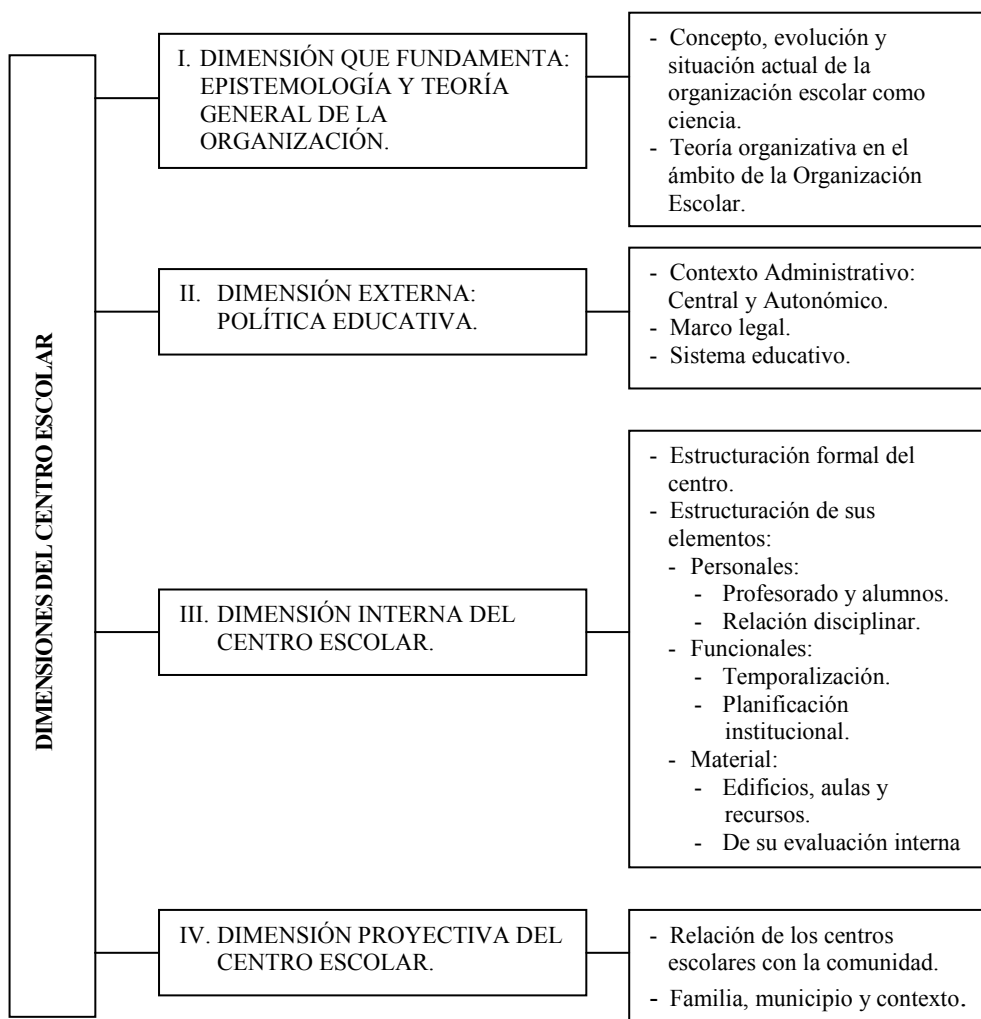 DIMENSIONES DEL CENTRO ESCOLAR
I. DIMENSIÓN QUE FUNDAMENTA:
EPISTEMOLOGÍA Y TEORÍA
GENERAL DE LA
ORGANIZACIÓN.
- Concepto, evolución y
situación actual de la
organización escolar como
ciencia.
- Teoría organizativa en el
ámbito de la Organización
Escolar.
II. DIMENSIÓN EXTERNA:
POLÍTICA EDUCATIVA.
- Contexto Administrativo:
Central y Autonómico.
- Marco legal.
- Sistema educativo.
III. DIMENSIÓN INTERNA DEL
CENTRO ESCOLAR.
- Estructuración formal del
centro.
- Estructuración de sus
elementos:
- Personales:
- Profesorado y alumnos.
- Relación disciplinar.
- Funcionales:
- Temporalización.
- Planificación
institucional.
- Material:
- Edificios, aulas y
recursos.
- De su evaluación interna
IV. DIMENSIÓN PROYECTIVA DEL
CENTRO ESCOLAR.
- Relación de los centros
escolares con la comunidad.
- Familia, municipio y contexto.